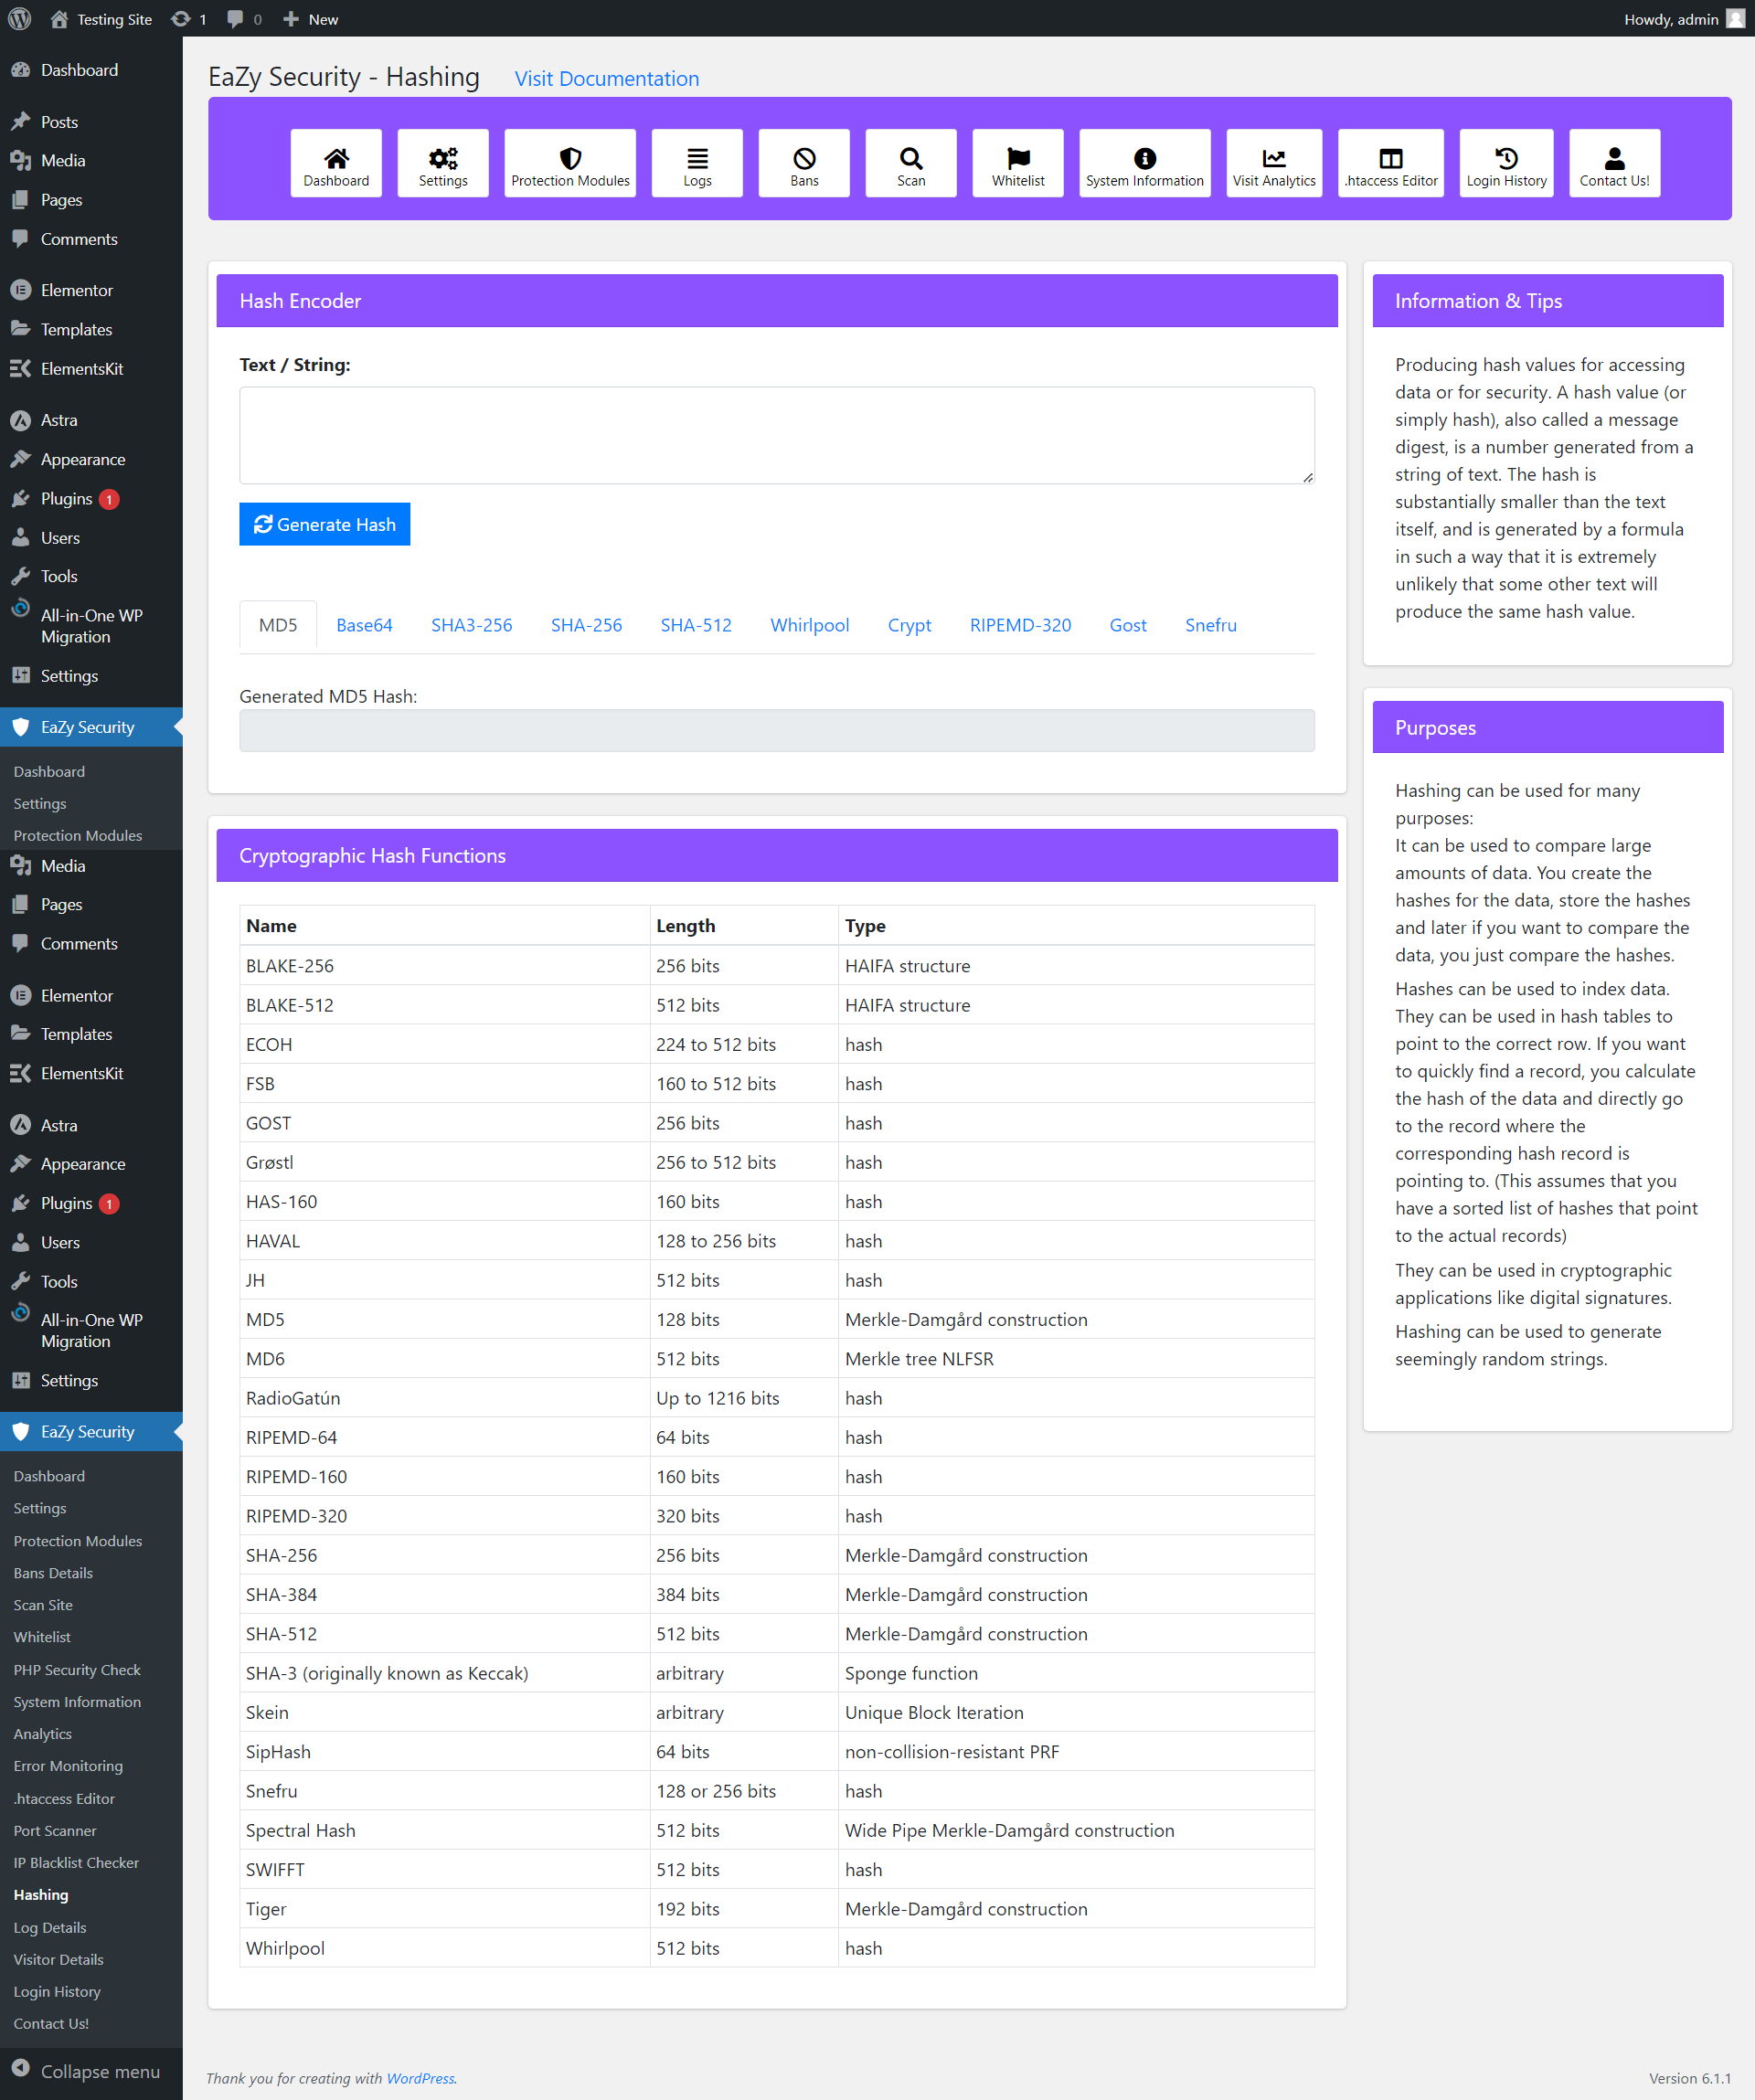 Testing Site
1
0
New
Howdy, admin
Dashboard
Posts
Media
Pages
Comments
Elementor
Templates
ElementsKit
Astra
Appearance
Plugins 1
Users
Tools
All-in-One WP
Migration
Settings
EaZy Security
Dashboard
Settings
Protection Modules
Media
Pages
Comments
Elementor
Templates
ElementsKit
Astra
Appearance
Plugins 1
Users
Tools
All-in-One WP
Migration
Settings
EaZy Security
Dashboard
Settings
Protection Modules
Bans Details
Scan Site
Whitelist
PHP Security Check
System Information
Analytics
Error Monitoring
.htaccess Editor
Port Scanner
IP Blacklist Checker
Hashing
Log Details
Visitor Details
Login History
Contact Us!
Collapse menu
EaZy Security - Hashing Visit Documentation
Dashboard
Settings
Protection Modules
Logs
Bans
Scan
Whitelist
System Information
Visit Analytics
.htaccess Editor
Login History
Contact Us!
Hash Encoder
Text / String:
Generate Hash
MD5 Base64 SHA3-256 SHA-256 SHA-512 Whirlpool Crypt RIPEMD-320 Gost Snefru
Generated MD5 Hash:
Cryptographic Hash Functions
Name Length Type
BLAKE-256 256 bits HAIFA structure
BLAKE-512 512 bits HAIFA structure
ECOH 224 to 512 bits hash
FSB 160 to 512 bits hash
GOST 256 bits hash
Grøstl 256 to 512 bits hash
HAS-160 160 bits hash
HAVAL 128 to 256 bits hash
JH 512 bits hash
MD5 128 bits Merkle-Damgård construction
MD6 512 bits Merkle tree NLFSR
RadioGatún Up to 1216 bits hash
RIPEMD-64 64 bits hash
RIPEMD-160 160 bits hash
RIPEMD-320 320 bits hash
SHA-256 256 bits Merkle-Damgård construction
SHA-384 384 bits Merkle-Damgård construction
SHA-512 512 bits Merkle-Damgård construction
SHA-3 (originally known as Keccak) arbitrary Sponge function
Skein arbitrary Unique Block Iteration
SipHash 64 bits non-collision-resistant PRF
Snefru 128 or 256 bits hash
Spectral Hash 512 bits Wide Pipe Merkle-Damgård construction
SWIFFT 512 bits hash
Tiger 192 bits Merkle-Damgård construction
Whirlpool 512 bits hash
Information & Tips
Producing hash values for accessing
data or for security. A hash value (or
simply hash), also called a message
digest, is a number generated from a
string of text. The hash is
substantially smaller than the text
itself, and is generated by a formula
in such a way that it is extremely
unlikely that some other text will
produce the same hash value.
Purposes
Hashing can be used for many
purposes:
It can be used to compare large
amounts of data. You create the
hashes for the data, store the hashes
and later if you want to compare the
data, you just compare the hashes.
Hashes can be used to index data.
They can be used in hash tables to
point to the correct row. If you want
to quickly find a record, you calculate
the hash of the data and directly go
to the record where the
corresponding hash record is
pointing to. (This assumes that you
have a sorted list of hashes that point
to the actual records)
They can be used in cryptographic
applications like digital signatures.
Hashing can be used to generate
seemingly random strings.
Thank you for creating with WordPress.
Version 6.1.1